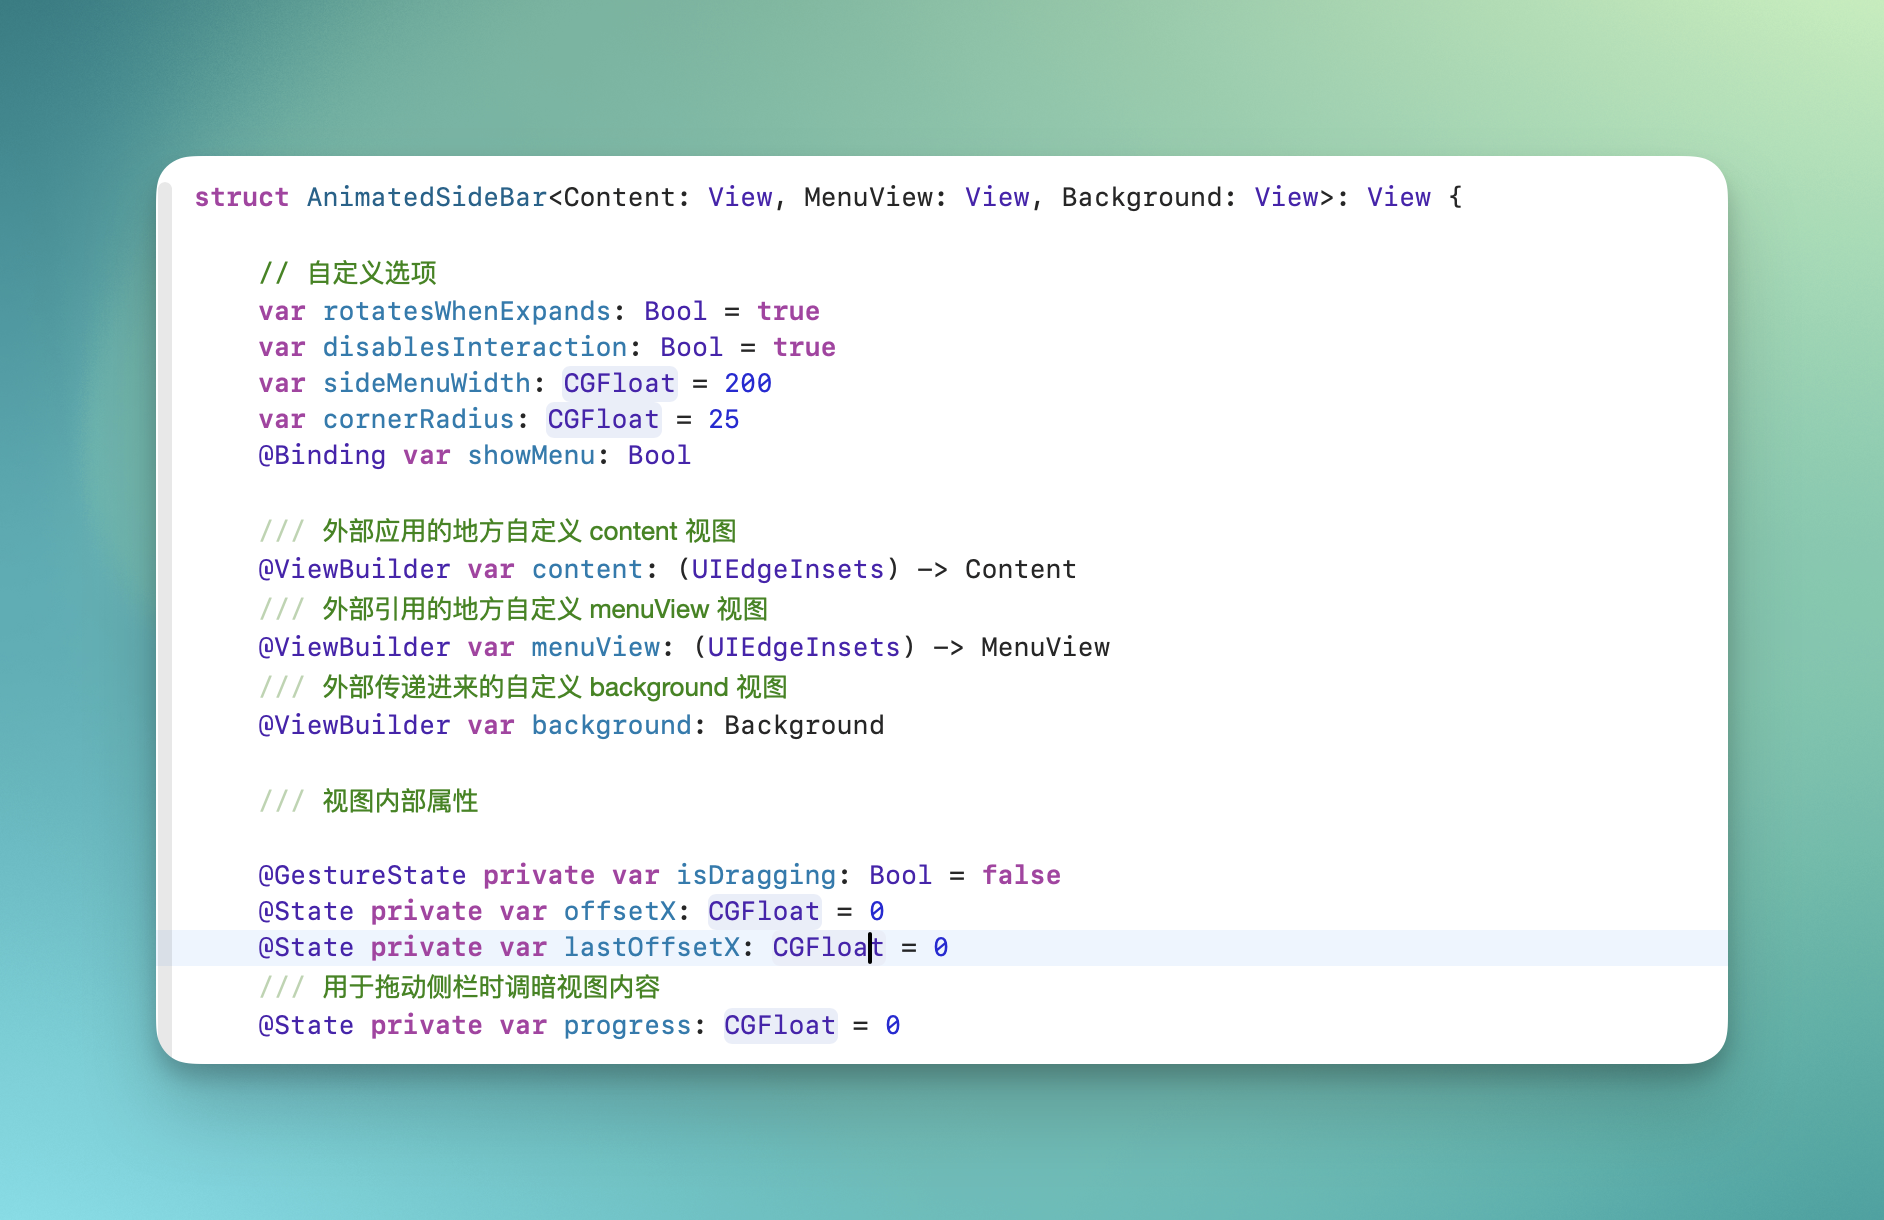 struct AnimatedSideBar<Content: View, MenuView: View, Background: View>: View {
// 自定义选项
var rotatesWhenExpands: Bool = true
var disablesInteraction: Bool = true
var sideMenuWidth: CGFloat = 200
var cornerRadius: CGFloat = 25
@Binding var showMenu: Bool
/// 外部应用的地方自定义 content 视图
@ViewBuilder var content: (UIEdgeInsets) -> Content
/// 外部引用的地方自定义 menuView 视图
@ViewBuilder var menuView: (UIEdgeInsets) -> MenuView
/// 外部传递进来的自定义 background 视图
@ViewBuilder var background: Background
/// 视图内部属性
@GestureState private var isDragging: Bool = false
@State private var offsetX: CGFloat = 0
@State private var lastOffsetX: CGFloat = 0
/// 用于拖动侧栏时调暗视图内容
@State private var progress: CGFloat = 0